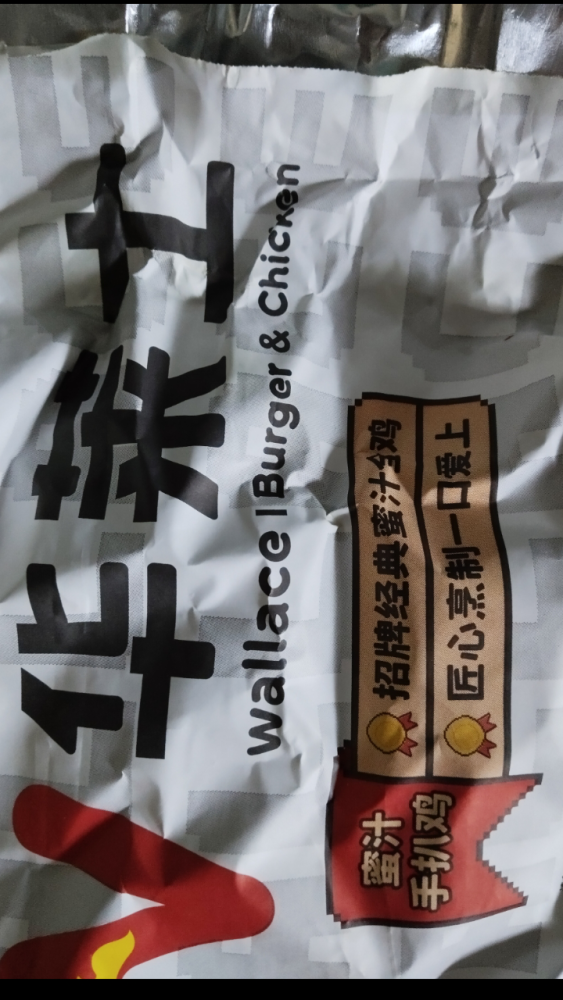 华莱士
Wallace | Burger & Chicken
蜜汁
手扒鸡
招牌经典蜜汁全鸡
匠心烹制一口爱上